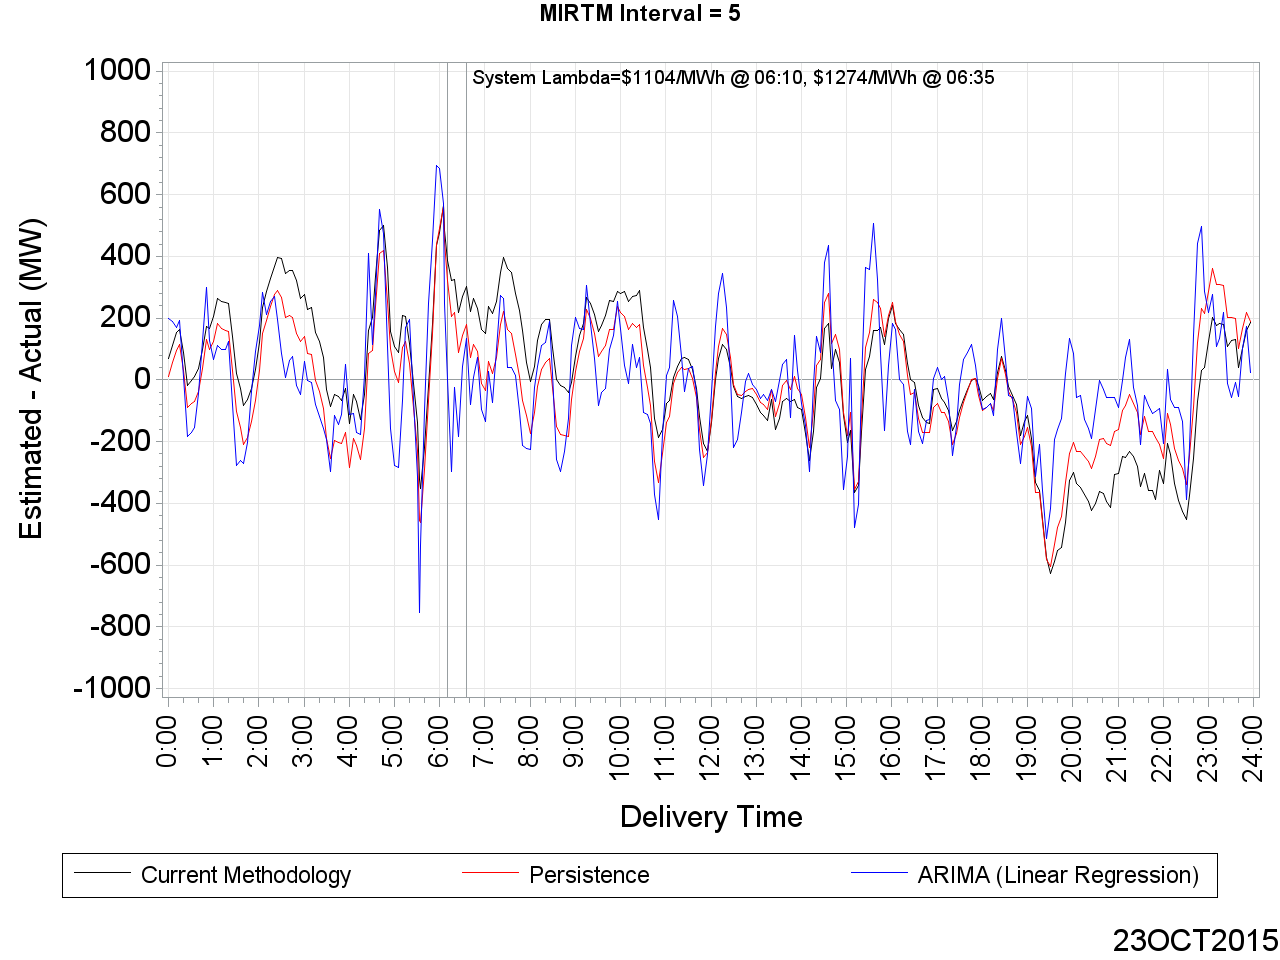 MIRTM Interval = 5
System Lambda=$1104/MWh @ 06:10, $1274/MWh @ 06:35
1000
800
600
400
200
0
-200
-400
-600
-800
-1000
Estimated - Actual (MW)
0:00 1:00 2:00 3:00 4:00 5:00 6:00 7:00 8:00 9:00 10:00 11:00 12:00 13:00 14:00 15:00 16:00 17:00 18:00 19:00 20:00 21:00 22:00 23:00 24:00
Delivery Time
Current Methodology Persistence ARIMA (Linear Regression)
23OCT2015